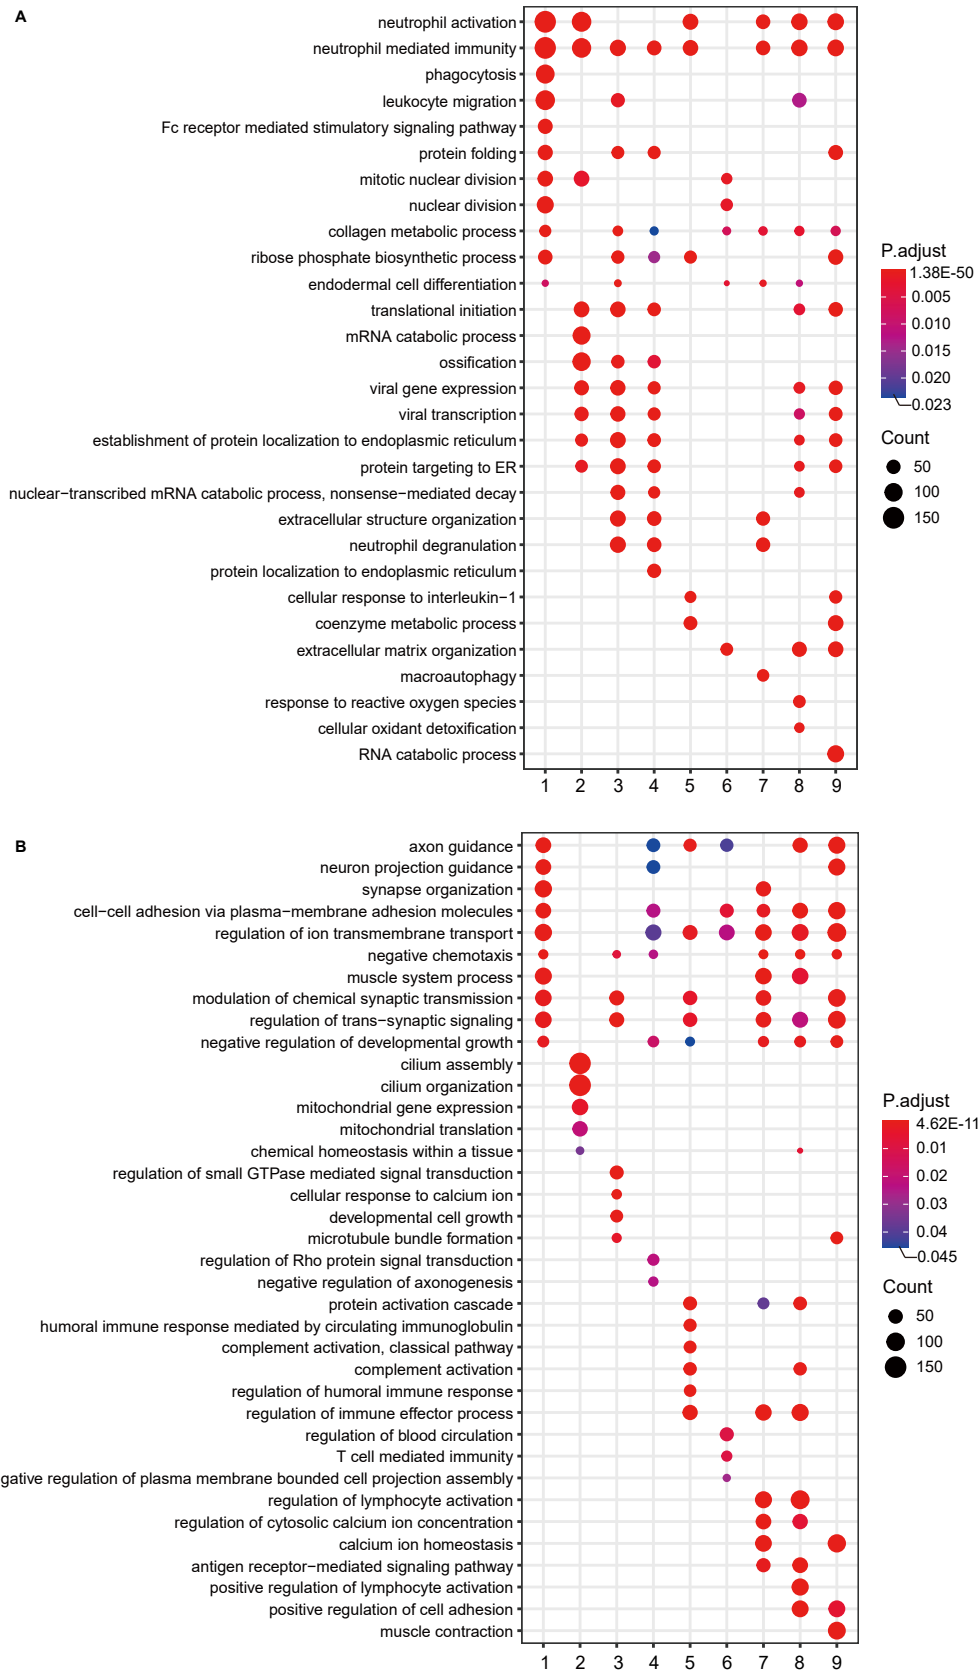 A
neutrophil activation
neutrophil mediated immunity
phagocytosis
leukocyte migration
Fc receptor mediated stimulatory signaling pathway
protein folding
mitotic nuclear division
nuclear division
collagen metabolic process
ribose phosphate biosynthetic process
endodermal cell differentiation
translational initiation
mRNA catabolic process
ossification
viral gene expression
viral transcription
establishment of protein localization to endoplasmic reticulum
protein targeting to ER
nuclear−transcribed mRNA catabolic process, nonsense−mediated decay
extracellular structure organization
neutrophil degranulation
protein localization to endoplasmic reticulum
cellular response to interleukin−1
coenzyme metabolic process
extracellular matrix organization
macroautophagy
response to reactive oxygen species
cellular oxidant detoxification
RNA catabolic process
1 2 3 4 5 6 7 8 9
P.adjust
1.38E-50
0.005
0.010
0.015
0.020
0.023
Count
50
100
150
B
axon guidance
neuron projection guidance
synapse organization
cell−cell adhesion via plasma−membrane adhesion molecules
regulation of ion transmembrane transport
negative chemotaxis
muscle system process
modulation of chemical synaptic transmission
regulation of trans−synaptic signaling
negative regulation of developmental growth
cilium assembly
cilium organization
mitochondrial gene expression
mitochondrial translation
chemical homeostasis within a tissue
regulation of small GTPase mediated signal transduction
cellular response to calcium ion
developmental cell growth
microtubule bundle formation
regulation of Rho protein signal transduction
negative regulation of axonogenesis
protein activation cascade
humoral immune response mediated by circulating immunoglobulin
complement activation, classical pathway
complement activation
regulation of humoral immune response
regulation of immune effector process
regulation of blood circulation
T cell mediated immunity
gative regulation of plasma membrane bounded cell projection assembly
regulation of lymphocyte activation
regulation of cytosolic calcium ion concentration
calcium ion homeostasis
antigen receptor−mediated signaling pathway
positive regulation of lymphocyte activation
positive regulation of cell adhesion
muscle contraction
1 2 3 4 5 6 7 8 9
P.adjust
4.62E-11
0.01
0.02
0.03
0.04
0.045
Count
50
100
150